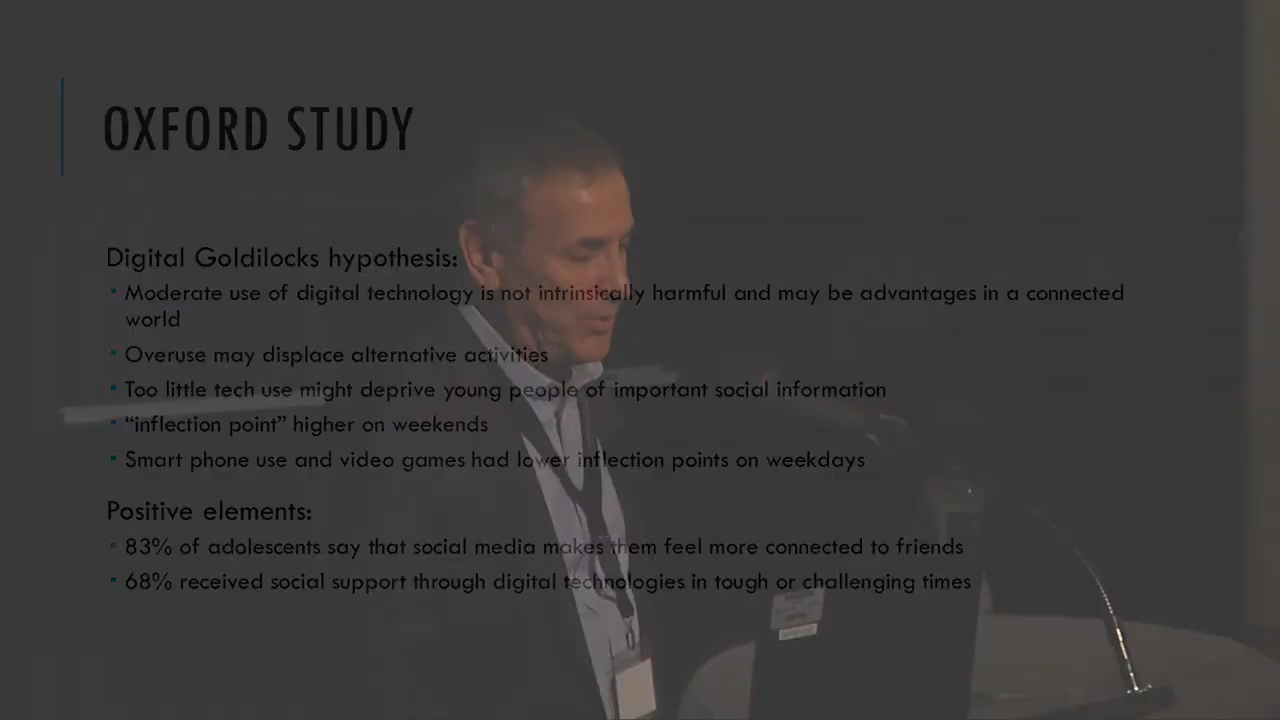 OXFORD STUDY
Digital Goldilocks hypothesis:
Moderate use of digital technology is not intrinsically harmful and may be advantages in a connected
world
Overuse may displace alternative activities
Too little tech use might deprive young people of important social information
“inflection point” higher on weekends
Smart phone use and video games had lower inflection points on weekdays
Positive elements:
83% of adolescents say that social media makes them feel more connected to friends
68% received social support through digital technologies in tough or challenging times